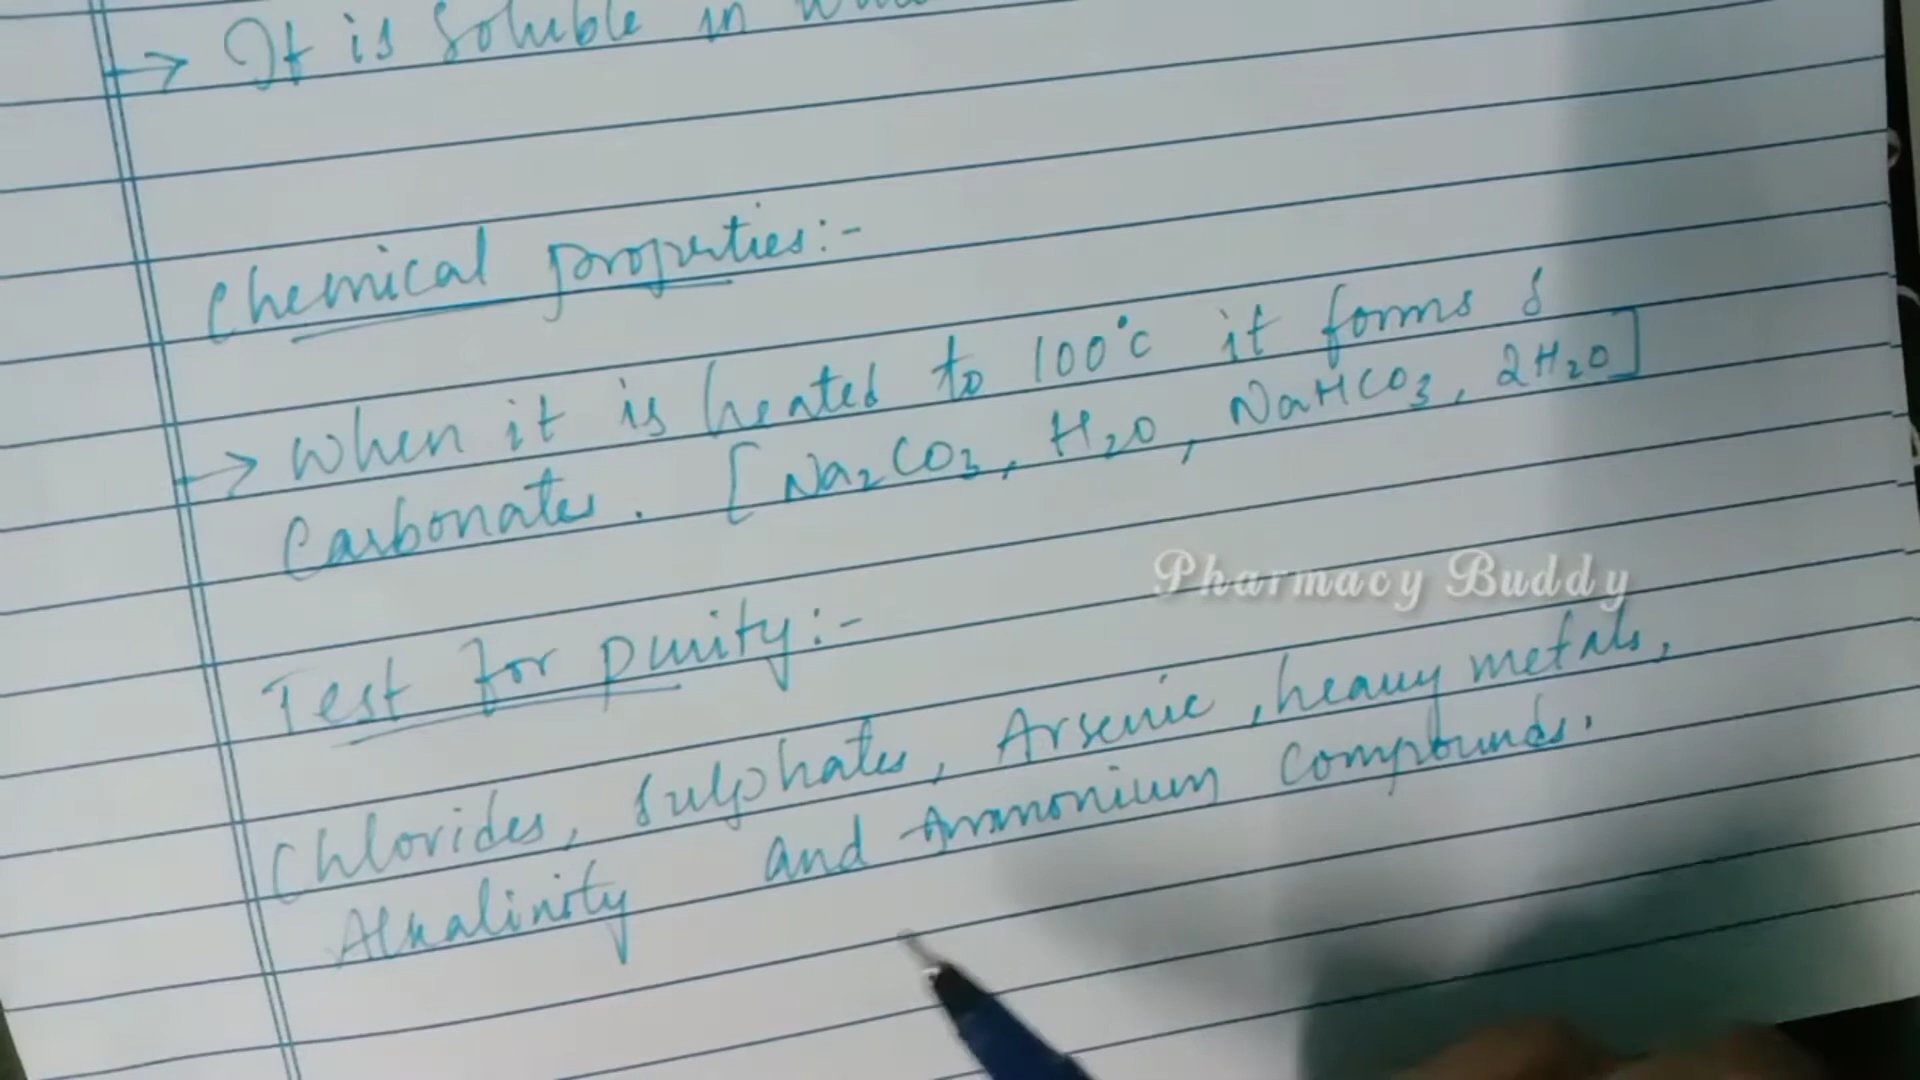 → It is soluble in
Chemical properties:-
→ When it is heated to 100°c it forms &
Carbonates. [Na2CO3, H2O, NaHCO3, 2H2O]
Pharmacy Buddy
Test for purity:-
Chlorides, Sulphates, Arsenic, heavy metals,
Alkalinity and Ammonium Compounds.